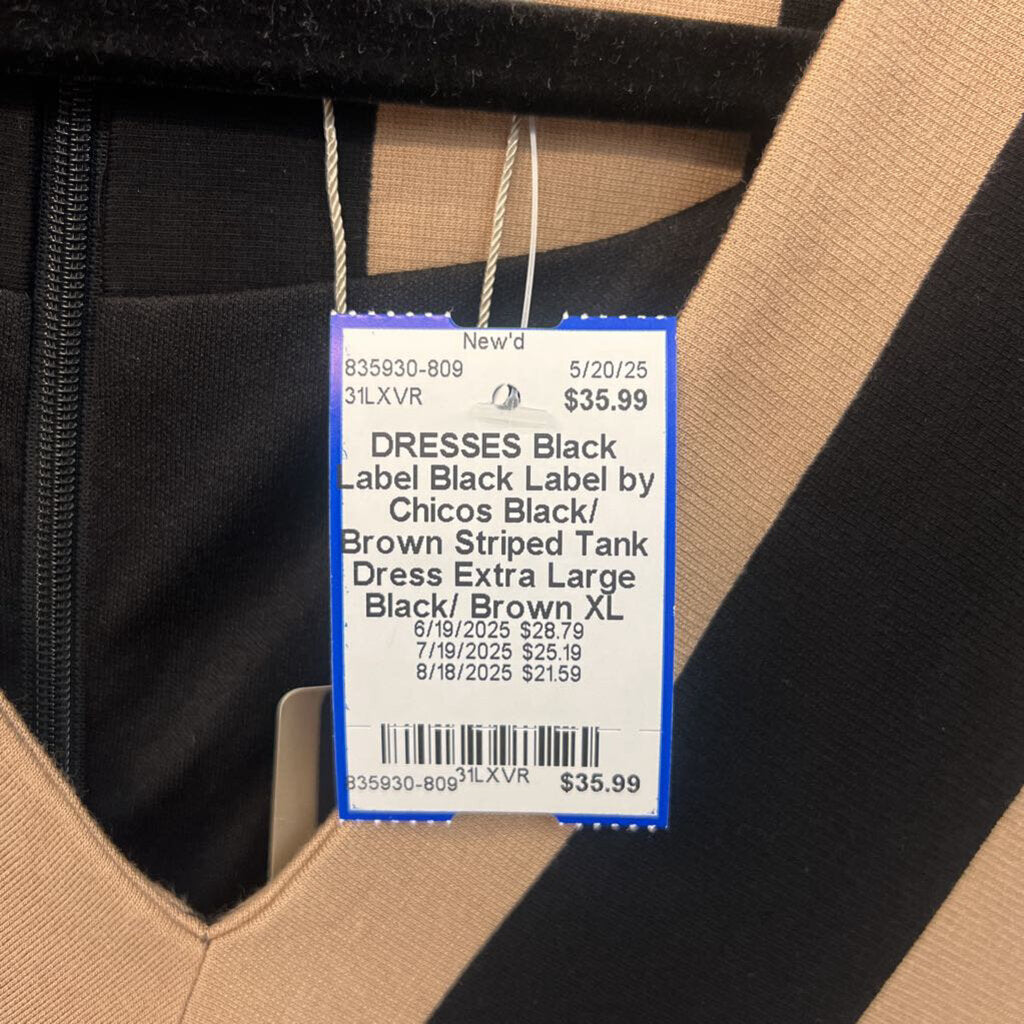 New'd
835930-809 5/20/25
31LXVR $35.99
DRESSES Black
Label Black Label by
Chicos Black/
Brown Striped Tank
Dress Extra Large
Black/ Brown XL
6/19/2025 $28.79
7/19/2025 $25.19
8/18/2025 $21.59
835930-809 31LXVR $35.99